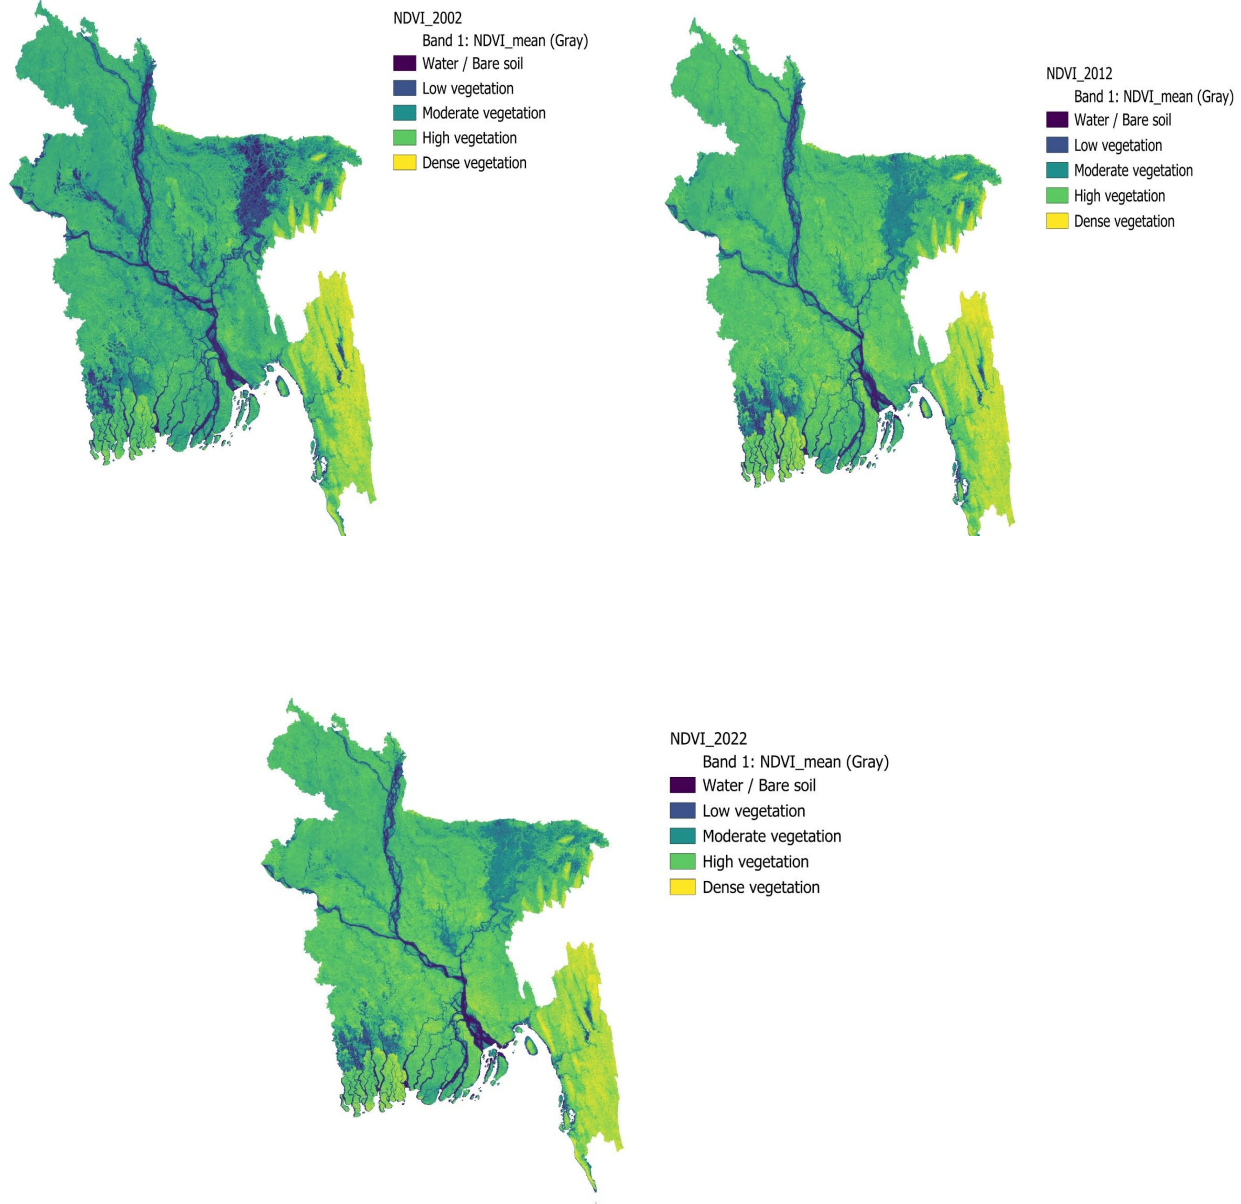 NDVI_2002
Band 1: NDVI_mean (Gray)
Water / Bare soil
Low vegetation
Moderate vegetation
High vegetation
Dense vegetation
NDVI_2012
Band 1: NDVI_mean (Gray)
Water / Bare soil
Low vegetation
Moderate vegetation
High vegetation
Dense vegetation
NDVI_2022
Band 1: NDVI_mean (Gray)
Water / Bare soil
Low vegetation
Moderate vegetation
High vegetation
Dense vegetation